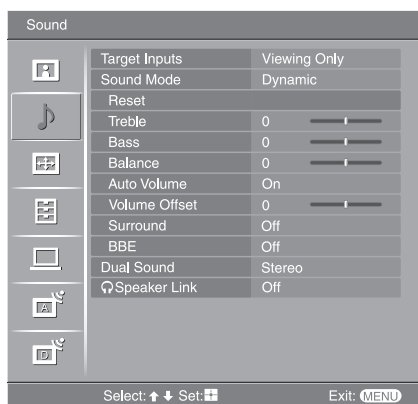 Sound
Target Inputs Viewing Only
Sound Mode Dynamic
Reset
Treble 0
Bass 0
Balance 0
Auto Volume On
Volume Offset 0
Surround Off
BBE Off
Dual Sound Stereo
Speaker Link Off
A
D
Select: Set: Exit: MENU